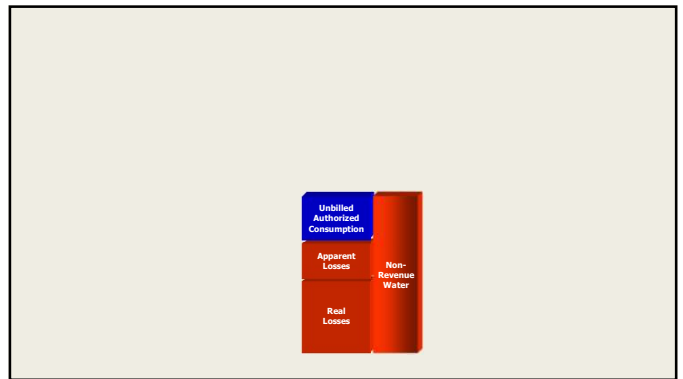 Unbilled
Authorized
Consumption
Apparent
Losses
Real
Losses
Non-
Revenue
Water